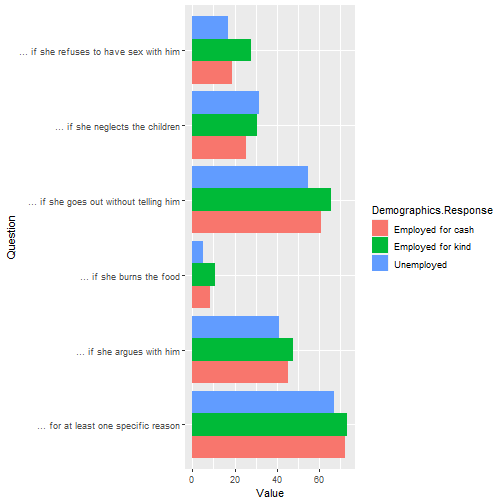 ... if she refuses to have sex with him
... if she neglects the children
... if she goes out without telling him
... if she burns the food
... if she argues with him
... for at least one specific reason
Question
0 20 40 60
Value
Demographics.Response
Employed for cash
Employed for kind
Unemployed